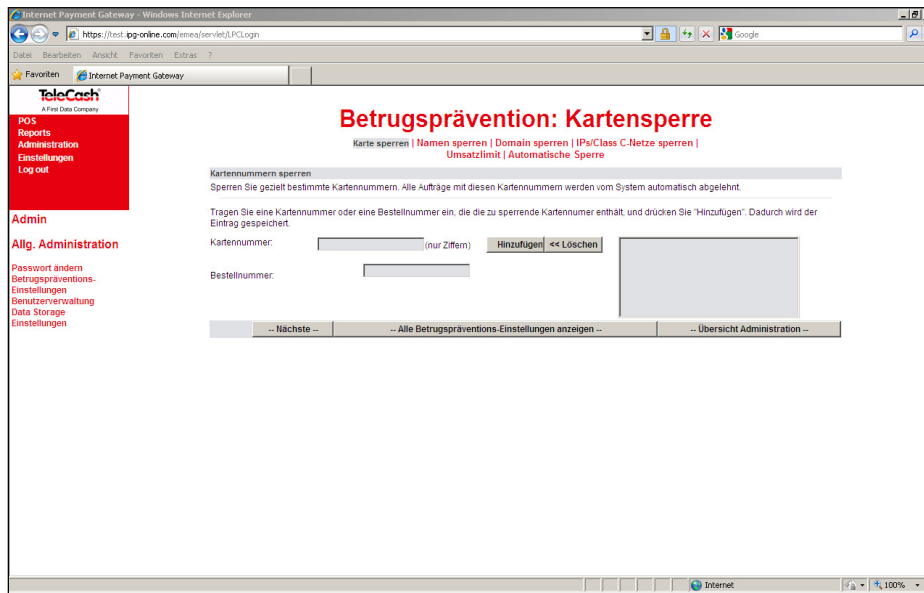 Internet Payment Gateway - Windows Internet Explorer
https://test.ipg-online.com/emea/servlet/LPCLogin
Google
Datei Bearbeiten Ansicht Favoriten Extras ?
Favoriten
Internet Payment Gateway
TeleCash
A First Data Company
POS
Reports
Administration
Einstellungen
Log out
Admin
Allg. Administration
Passwort ändern
Betrugspräventions-
Einstellungen
Benutzerverwaltung
Data Storage
Einstellungen
Betrugsprävention: Kartensperre
Karte sperren | Namen sperren | Domain sperren | IPs/Class C-Netze sperren |
Umsatzlimit | Automatische Sperre
Kartennummern sperren
Sperren Sie gezielt bestimmte Kartennummern. Alle Aufträge mit diesen Kartennummern werden vom System automatisch abgelehnt.
Tragen Sie eine Kartennummer oder eine Bestellnummer ein, die die zu sperrende Kartennumer enthält, und drücken Sie "Hinzufügen". Dadurch wird der
Eintrag gespeichert.
Kartennummer: (nur Ziffern) Hinzufügen << Löschen
Bestellnummer:
-- Nächste -- -- Alle Betrugspräventions-Einstellungen anzeigen -- -- Übersicht Administration --
Internet 100%